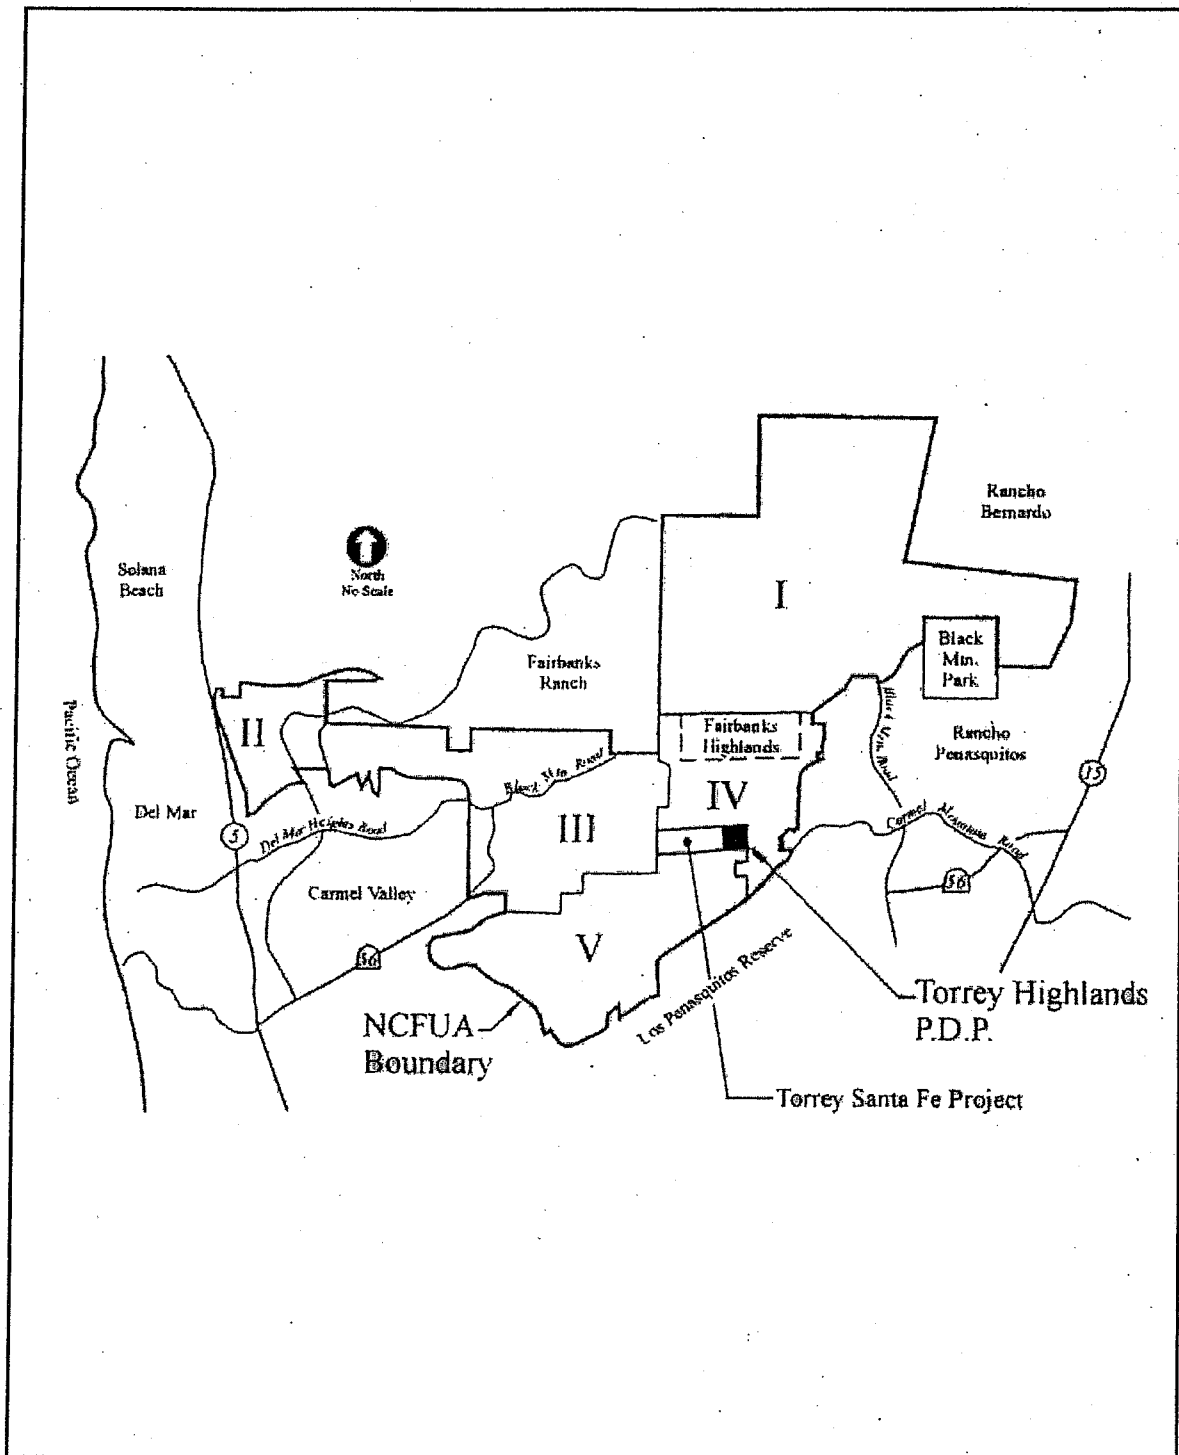 Rancho
Bernardo
Solana
Beach
North
No Scale
I
Black
Mtn.
Park
Fairbanks
Ranch
II
Pacific Ocean
Fairbanks
Highlands
Black Mtn. Road
Rancho
Penasquitos
15
Black Mtn Road
IV
Del Mar
5
Del Mar Heights Road
III
Carmel Mountain Road
56
Carmel Valley
V
56
Los Penasquitos Reserve
NCFUA
Boundary
Torrey Highlands
P.D.P.
Torrey Santa Fe Project